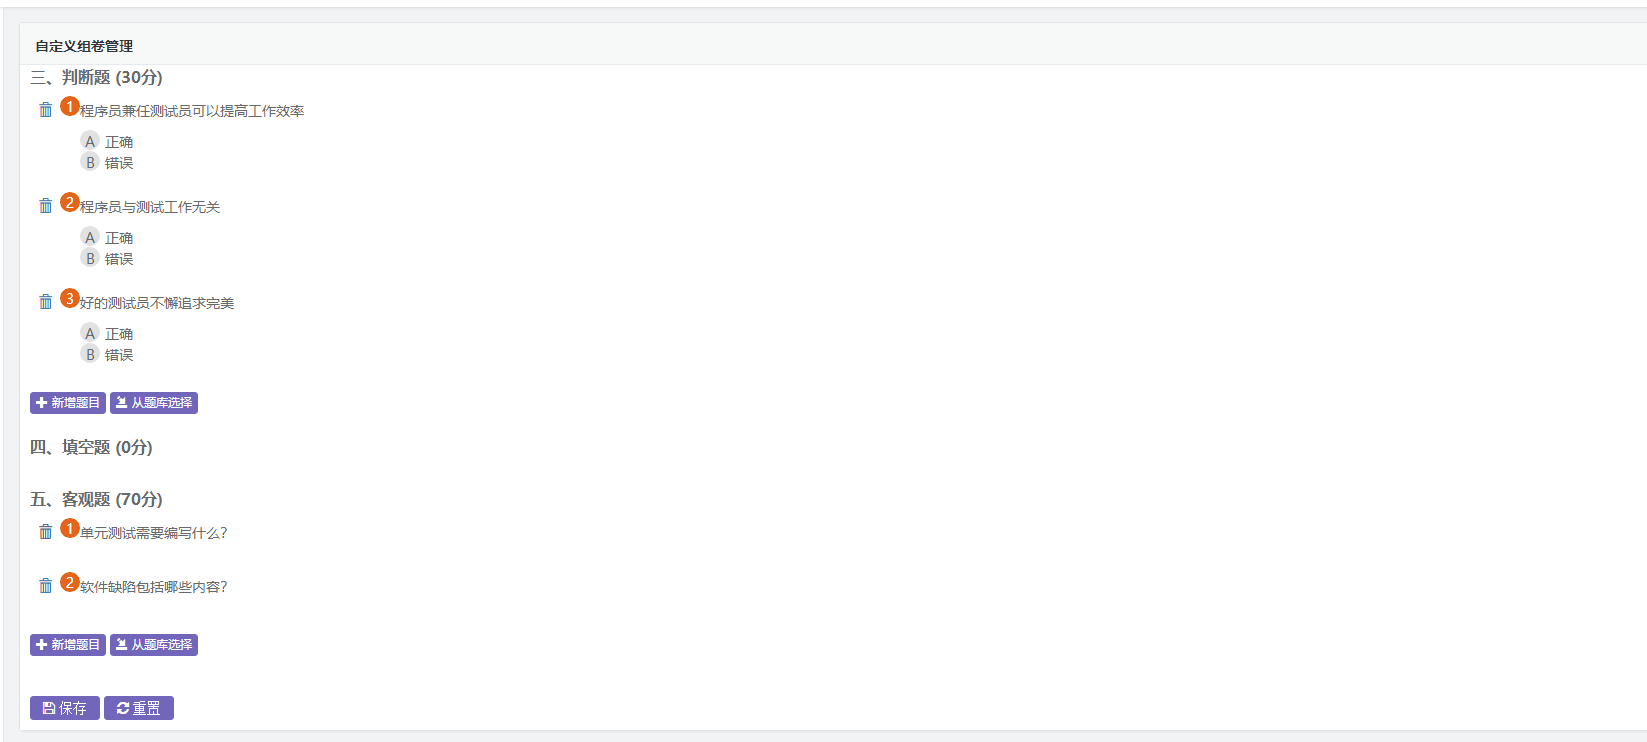 自定义组卷管理
三、判断题 (30分)
1 程序员兼任测试员可以提高工作效率
A 正确
B 错误
2 程序员与测试工作无关
A 正确
B 错误
3 好的测试员不懈追求完美
A 正确
B 错误
新增题目 从题库选择
四、填空题 (0分)
五、客观题 (70分)
1 单元测试需要编写什么?
2 软件缺陷包括哪些内容?
新增题目 从题库选择
保存 重置